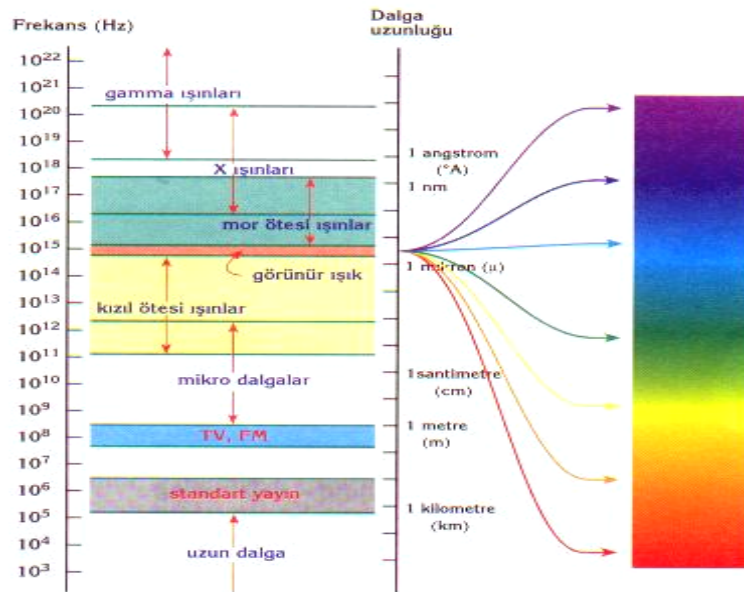 Frekans (Hz)
Dalga
uzunluğu
10²²
10²¹
10²⁰
10¹⁹
10¹⁸
10¹⁷
10¹⁶
10¹⁵
10¹⁴
10¹³
10¹²
10¹¹
10¹⁰
10⁹
10⁸
10⁷
10⁶
10⁵
10⁴
10³
gamma ışınları
X ışınları
mor ötesi ışınlar
görünür ışık
kızıl ötesi ışınlar
mikro dalgalar
TV, FM
standart yayın
uzun dalga
1 angstrom
(°A)
1 nm
1 mikron (μ)
1santimetre
(cm)
1 metre
(m)
1 kilometre
(km)